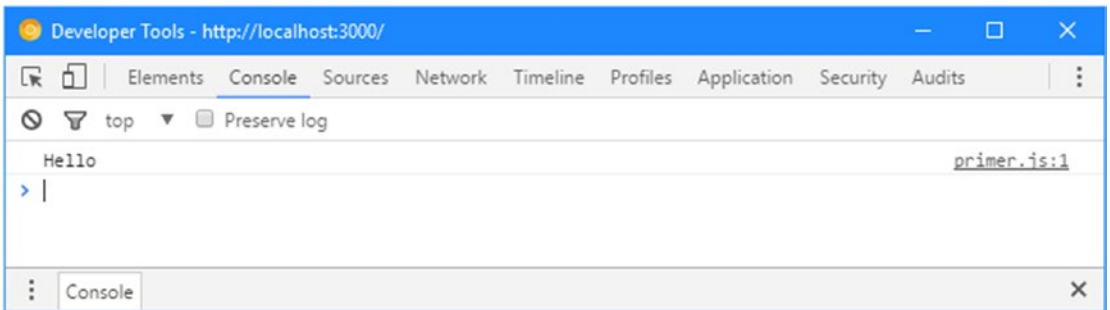 Developer Tools - http://localhost:3000/
Elements Console Sources Network Timeline Profiles Application Security Audits
top Preserve log
Hello primer.js:1
>
Console